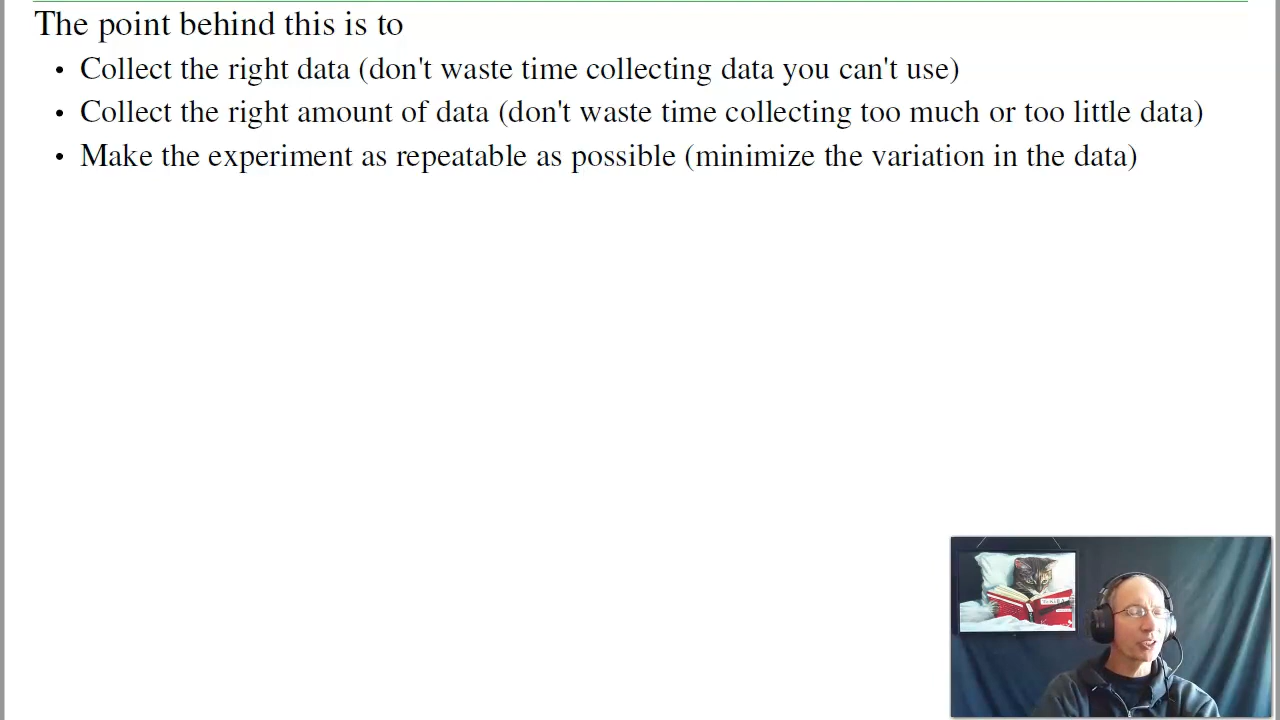 The point behind this is to
• Collect the right data (don't waste time collecting data you can't use)
• Collect the right amount of data (don't waste time collecting too much or too little data)
• Make the experiment as repeatable as possible (minimize the variation in the data)